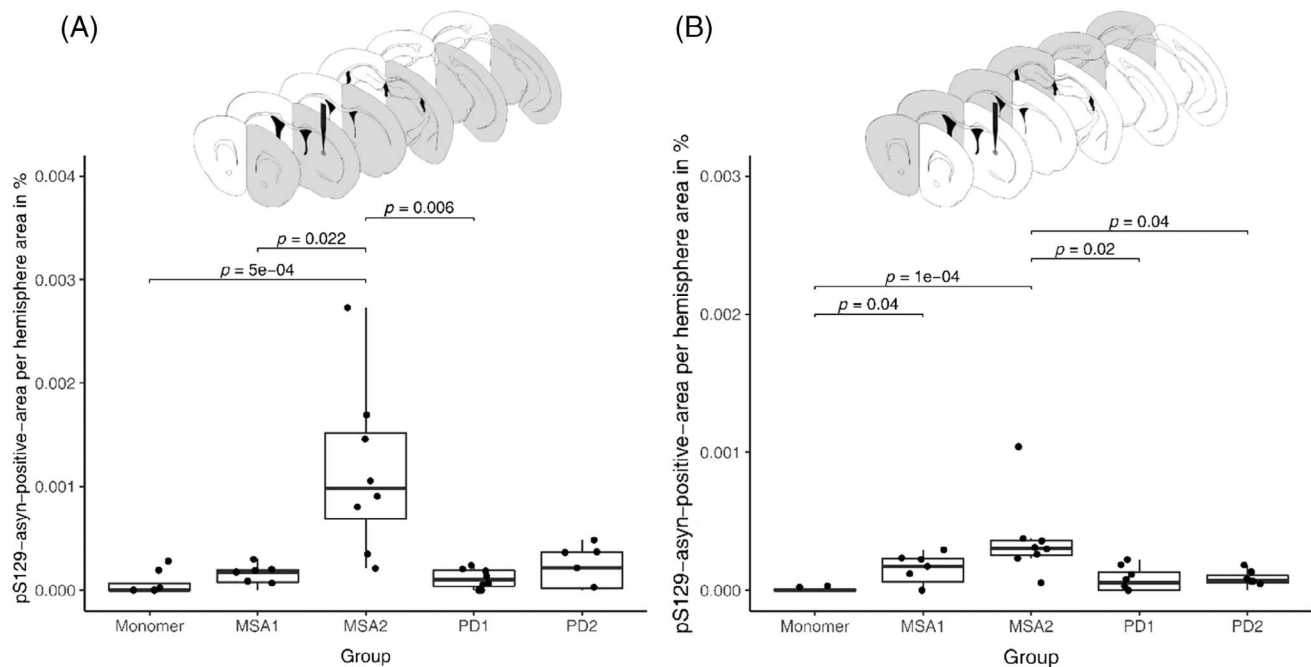 (A)
pS129-asyn-positive-area per hemisphere area in %
0.004
0.003
0.002
0.001
0.000
p = 0.006
p = 0.022
p = 5e-04
Monomer MSA1 MSA2 PD1 PD2
Group
(B)
pS129-asyn-positive-area per hemisphere area in %
0.003
0.002
0.001
0.000
p = 0.04
p = 0.02
p = 1e-04
p = 0.04
Monomer MSA1 MSA2 PD1 PD2
Group